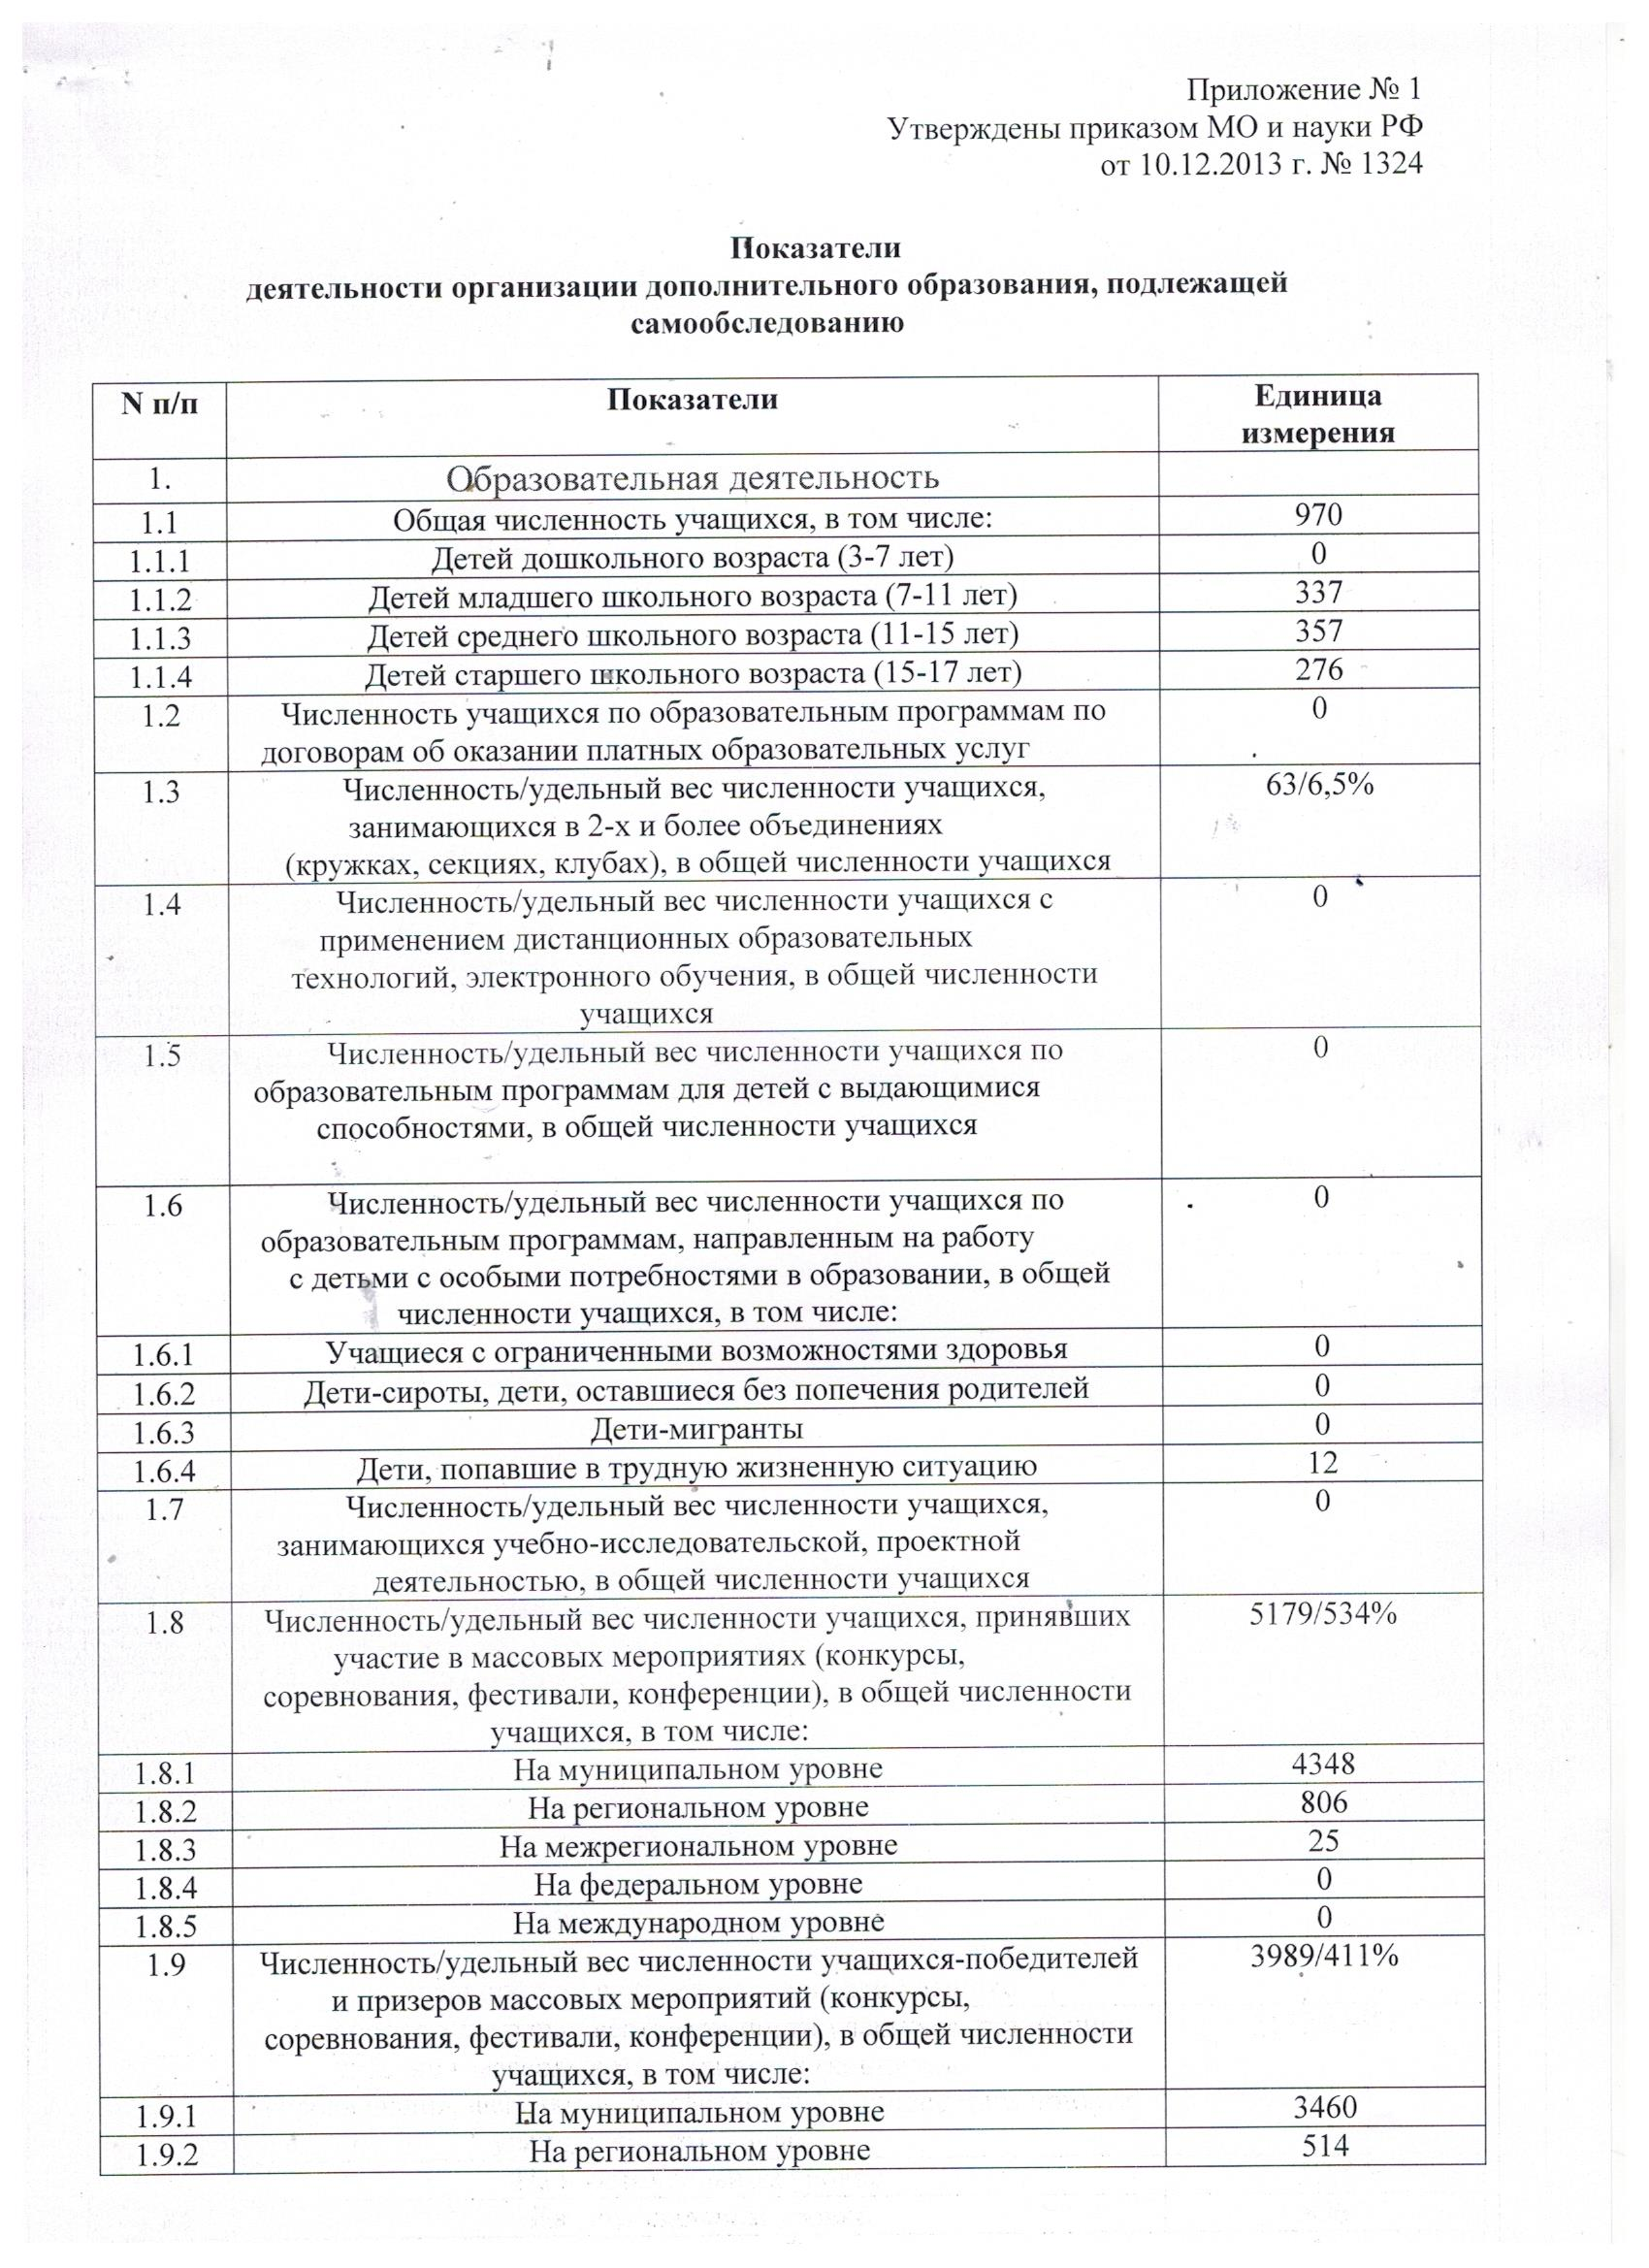 Приложение № 1
Утверждены приказом МО и науки РФ
от 10.12.2013 г. № 1324
Показатели
деятельности организации дополнительного образования, подлежащей
самообследованию
N п/п Показатели Единица
измерения
1. Образовательная деятельность
1.1 Общая численность учащихся, в том числе: 970
1.1.1 Детей дошкольного возраста (3-7 лет) 0
1.1.2 Детей младшего школьного возраста (7-11 лет) 337
1.1.3 Детей среднего школьного возраста (11-15 лет) 357
1.1.4 Детей старшего школьного возраста (15-17 лет) 276
1.2 Численность учащихся по образовательным программам по 0
договорам об оказании платных образовательных услуг
1.3 Численность/удельный вес численности учащихся, 63/6,5%
занимающихся в 2-х и более объединениях
(кружках, секциях, клубах), в общей численности учащихся
1.4 Численность/удельный вес численности учащихся с 0
применением дистанционных образовательных
технологий, электронного обучения, в общей численности
учащихся
1.5 Численность/удельный вес численности учащихся по 0
образовательным программам для детей с выдающимися
способностями, в общей численности учащихся
1.6 Численность/удельный вес численности учащихся по 0
образовательным программам, направленным на работу
с детьми с особыми потребностями в образовании, в общей
численности учащихся, в том числе:
1.6.1 Учащиеся с ограниченными возможностями здоровья 0
1.6.2 Дети-сироты, дети, оставшиеся без попечения родителей 0
1.6.3 Дети-мигранты 0
1.6.4 Дети, попавшие в трудную жизненную ситуацию 12
1.7 Численность/удельный вес численности учащихся, 0
занимающихся учебно-исследовательской, проектной
деятельностью, в общей численности учащихся
1.8 Численность/удельный вес численности учащихся, принявших 5179/534%
участие в массовых мероприятиях (конкурсы,
соревнования, фестивали, конференции), в общей численности
учащихся, в том числе:
1.8.1 На муниципальном уровне 4348
1.8.2 На региональном уровне 806
1.8.3 На межрегиональном уровне 25
1.8.4 На федеральном уровне 0
1.8.5 На международном уровне 0
1.9 Численность/удельный вес численности учащихся-победителей 3989/411%
и призеров массовых мероприятий (конкурсы,
соревнования, фестивали, конференции), в общей численности
учащихся, в том числе:
1.9.1 На муниципальном уровне 3460
1.9.2 На региональном уровне 514